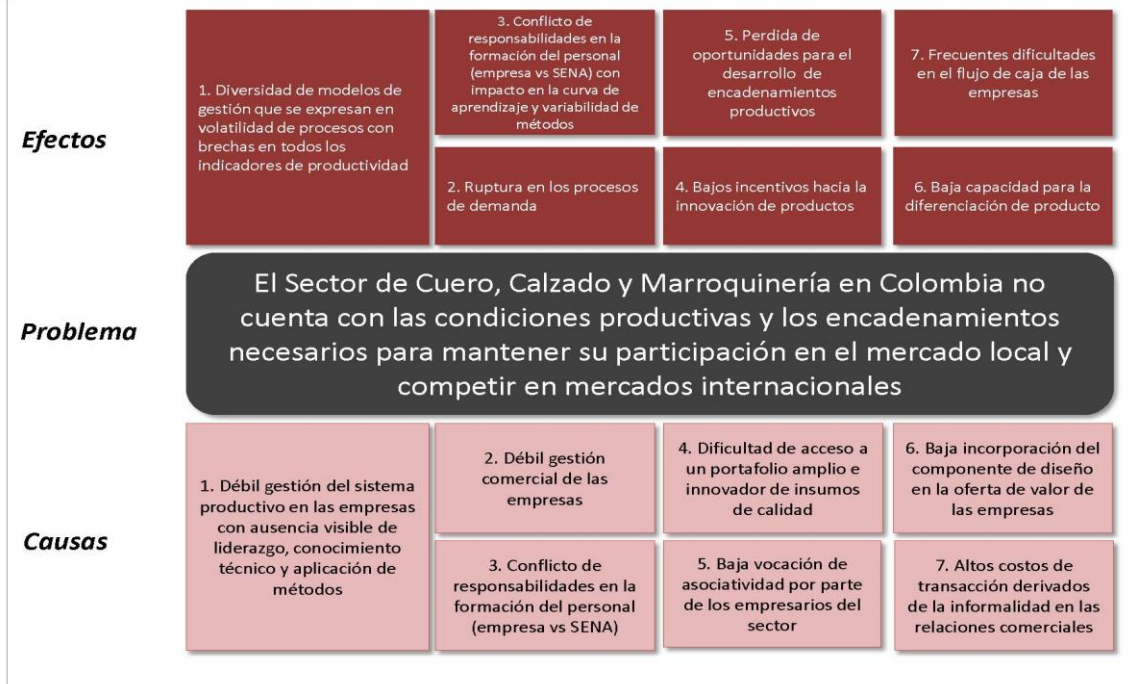 Efectos
1. Diversidad de modelos de
gestión que se expresan en
volatilidad de procesos con
brechas en todos los
indicadores de productividad
3. Conflicto de
responsabilidades en la
formación del personal
(empresa vs SENA) con
impacto en la curva de
aprendizaje y variabilidad de
métodos
5. Perdida de
oportunidades para el
desarrollo de
encadenamientos
productivos
7. Frecuentes dificultades
en el flujo de caja de las
empresas
2. Ruptura en los procesos
de demanda
4. Bajos incentivos hacia la
innovación de productos
6. Baja capacidad para la
diferenciación de producto
Problema
El Sector de Cuero, Calzado y Marroquinería en Colombia no
cuenta con las condiciones productivas y los encadenamientos
necesarios para mantener su participación en el mercado local y
competir en mercados internacionales
Causas
1. Débil gestión del sistema
productivo en las empresas
con ausencia visible de
liderazgo, conocimiento
técnico y aplicación de
métodos
2. Débil gestión
comercial de las
empresas
4. Dificultad de acceso a
un portafolio amplio e
innovador de insumos
de calidad
6. Baja incorporación del
componente de diseño
en la oferta de valor de
las empresas
3. Conflicto de
responsabilidades en la
formación del personal
(empresa vs SENA)
5. Baja vocación de
asociatividad por parte
de los empresarios del
sector
7. Altos costos de
transacción derivados
de la informalidad en las
relaciones comerciales